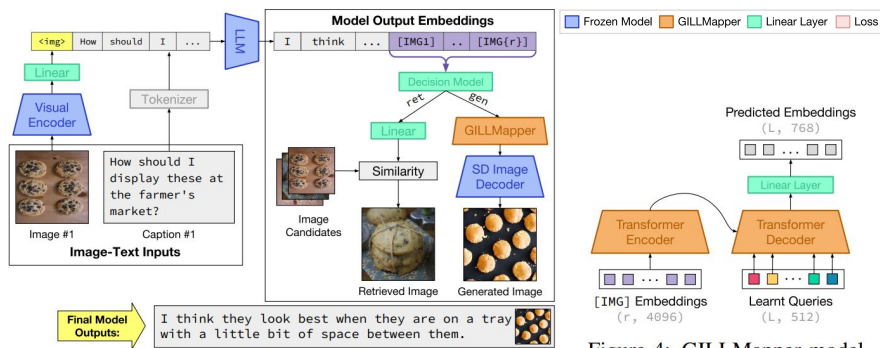 Model Output Embeddings
<img> How should I ...
LLM
I think ... [IMG1] .. [IMG{r}]
Linear
Tokenizer
Visual
Encoder
How should I
display these at
the farmer's
market?
Image #1
Caption #1
Image-Text Inputs
Decision Model
ret
gen
Linear
GILLMapper
Similarity
SD Image
Decoder
Image
Candidates
Retrieved Image
Generated Image
Final Model
Outputs:
I think they look best when they are on a tray
with a little bit of space between them.
Frozen Model
GILLMapper
Linear Layer
Loss
Predicted Embeddings
(L, 768)
...
Linear Layer
Transformer
Encoder
Transformer
Decoder
...
...
[IMG] Embeddings
(r, 4096)
Learnt Queries
(L, 512)
Figure 4: GILLMapper model